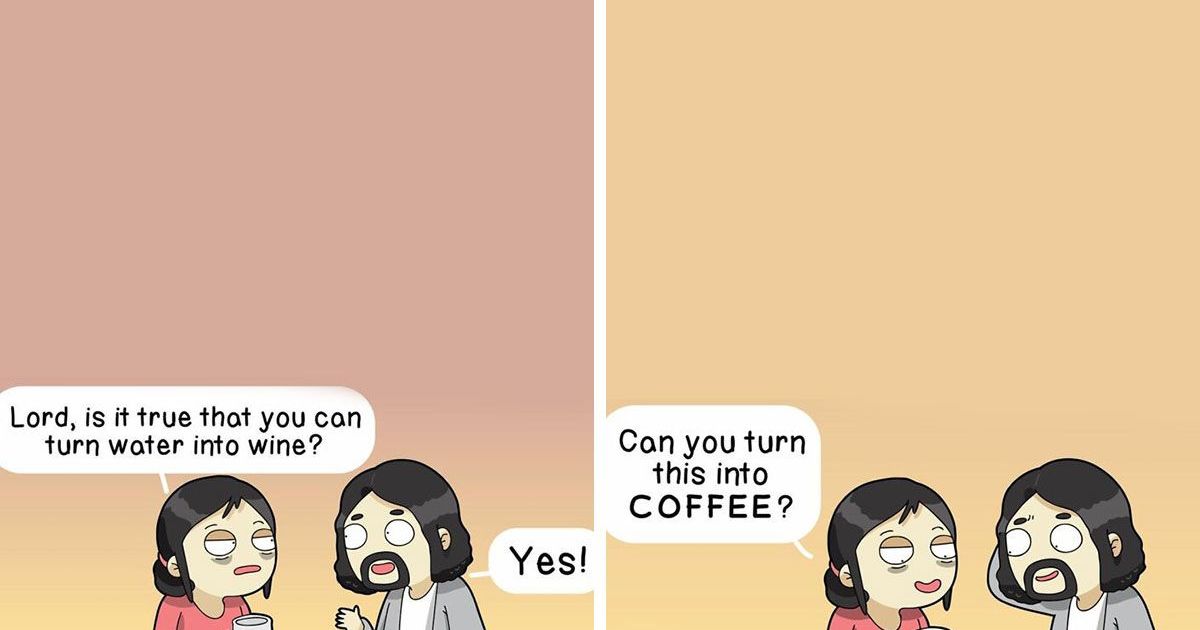 Lord, is it true that you can
turn water into wine?
Yes!
Can you turn
this into
COFFEE?